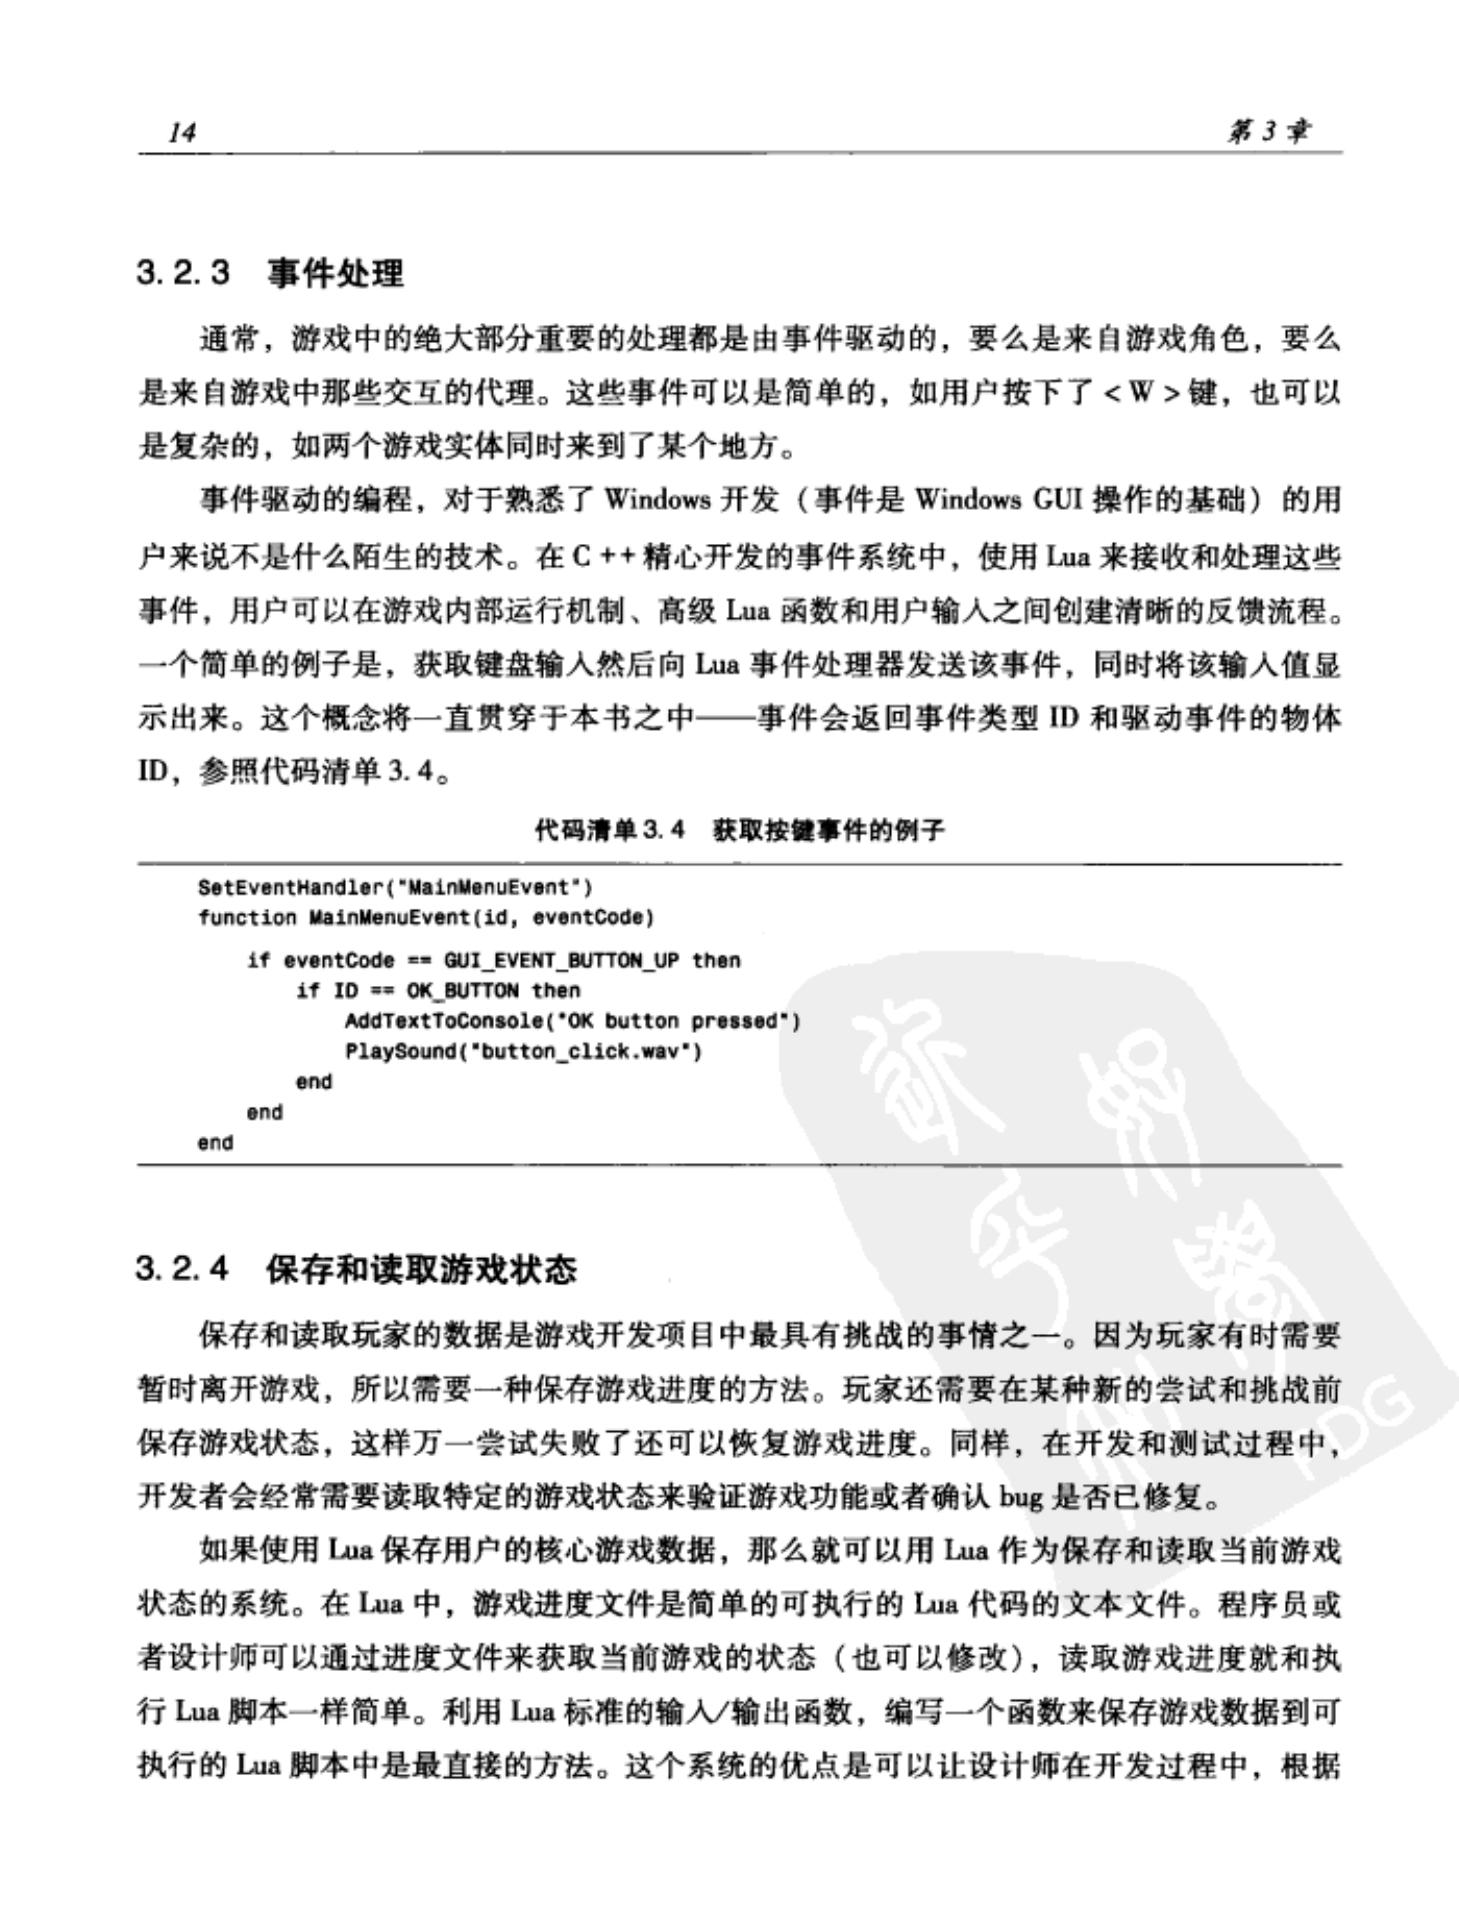 14
第 3 章
3. 2. 3 事件处理
通常，游戏中的绝大部分重要的处理都是由事件驱动的，要么是来自游戏角色，要么
是来自游戏中那些交互的代理。这些事件可以是简单的，如用户按下了 < W > 键，也可以
是复杂的，如两个游戏实体同时来到了某个地方。
事件驱动的编程，对于熟悉了 Windows 开发（事件是 Windows GUI 操作的基础）的用
户来说不是什么陌生的技术。在 C + + 精心开发的事件系统中，使用 Lua 来接收和处理这些
事件，用户可以在游戏内部运行机制、高级 Lua 函数和用户输入之间创建清晰的反馈流程。
一个简单的例子是，获取键盘输入然后向 Lua 事件处理器发送该事件，同时将该输入值显
示出来。这个概念将一直贯穿于本书之中——事件会返回事件类型 ID 和驱动事件的物体
ID，参照代码清单 3. 4。
代码清单 3. 4 获取按键事件的例子
SetEventHandler("MainMenuEvent")
function MainMenuEvent(id, eventCode)
if eventCode == GUI_EVENT_BUTTON_UP then
if ID == OK_BUTTON then
AddTextToConsole("OK button pressed")
PlaySound("button_click.wav")
end
end
end
3. 2. 4 保存和读取游戏状态
保存和读取玩家的数据是游戏开发项目中最具有挑战的事情之一。因为玩家有时需要
暂时离开游戏，所以需要一种保存游戏进度的方法。玩家还需要在某种新的尝试和挑战前
保存游戏状态，这样万一尝试失败了还可以恢复游戏进度。同样，在开发和测试过程中，
开发者会经常需要读取特定的游戏状态来验证游戏功能或者确认 bug 是否已修复。
如果使用 Lua 保存用户的核心游戏数据，那么就可以用 Lua 作为保存和读取当前游戏
状态的系统。在 Lua 中，游戏进度文件是简单的可执行的 Lua 代码的文本文件。程序员或
者设计师可以通过进度文件来获取当前游戏的状态（也可以修改），读取游戏进度就和执
行 Lua 脚本一样简单。利用 Lua 标准的输入/输出函数，编写一个函数来保存游戏数据到可
执行的 Lua 脚本中是最直接的方法。这个系统的优点是可以让设计师在开发过程中，根据
PDG